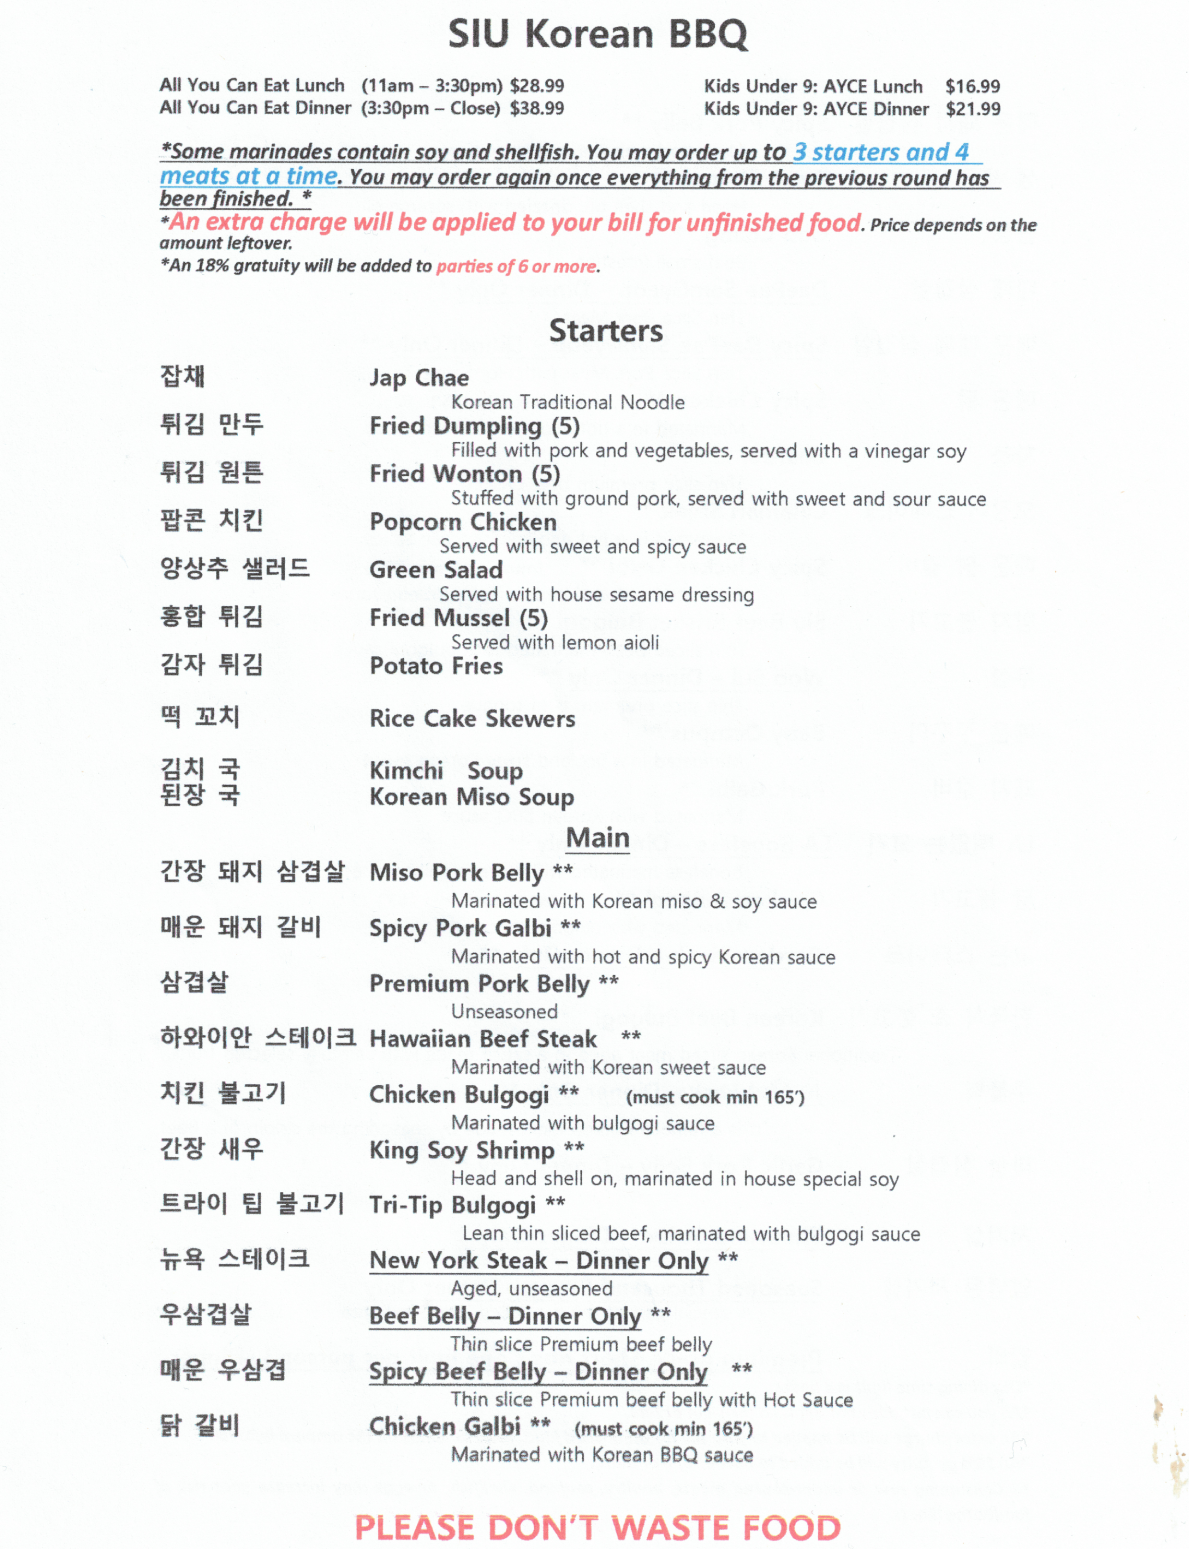 SIU Korean BBQ
All You Can Eat Lunch (11am – 3:30pm) $28.99 Kids Under 9: AYCE Lunch $16.99
All You Can Eat Dinner (3:30pm – Close) $38.99 Kids Under 9: AYCE Dinner $21.99
*Some marinades contain soy and shellfish. You may order up to 3 starters and 4
meats at a time. You may order again once everything from the previous round has
been finished. *
*An extra charge will be applied to your bill for unfinished food. Price depends on the
amount leftover.
*An 18% gratuity will be added to parties of 6 or more.
Starters
잡채 Jap Chae
Korean Traditional Noodle
튀김 만두 Fried Dumpling (5)
Filled with pork and vegetables, served with a vinegar soy
튀김 원튼 Fried Wonton (5)
Stuffed with ground pork, served with sweet and sour sauce
팝콘 치킨 Popcorn Chicken
Served with sweet and spicy sauce
양상추 샐러드 Green Salad
Served with house sesame dressing
홍합 튀김 Fried Mussel (5)
Served with lemon aioli
감자 튀김 Potato Fries
떡 꼬치 Rice Cake Skewers
김치 국 Kimchi Soup
된장 국 Korean Miso Soup
Main
간장 돼지 삼겹살 Miso Pork Belly **
Marinated with Korean miso & soy sauce
매운 돼지 갈비 Spicy Pork Galbi **
Marinated with hot and spicy Korean sauce
삼겹살 Premium Pork Belly **
Unseasoned
하와이안 스테이크 Hawaiian Beef Steak **
Marinated with Korean sweet sauce
치킨 불고기 Chicken Bulgogi ** (must cook min 165’)
Marinated with bulgogi sauce
간장 새우 King Soy Shrimp **
Head and shell on, marinated in house special soy
트라이 팁 불고기 Tri-Tip Bulgogi **
Lean thin sliced beef, marinated with bulgogi sauce
뉴욕 스테이크 New York Steak – Dinner Only **
Aged, unseasoned
우삼겹살 Beef Belly – Dinner Only **
Thin slice Premium beef belly
매운 우삼겹 Spicy Beef Belly – Dinner Only **
Thin slice Premium beef belly with Hot Sauce
닭 갈비 Chicken Galbi ** (must cook min 165’)
Marinated with Korean BBQ sauce
PLEASE DON’T WASTE FOOD